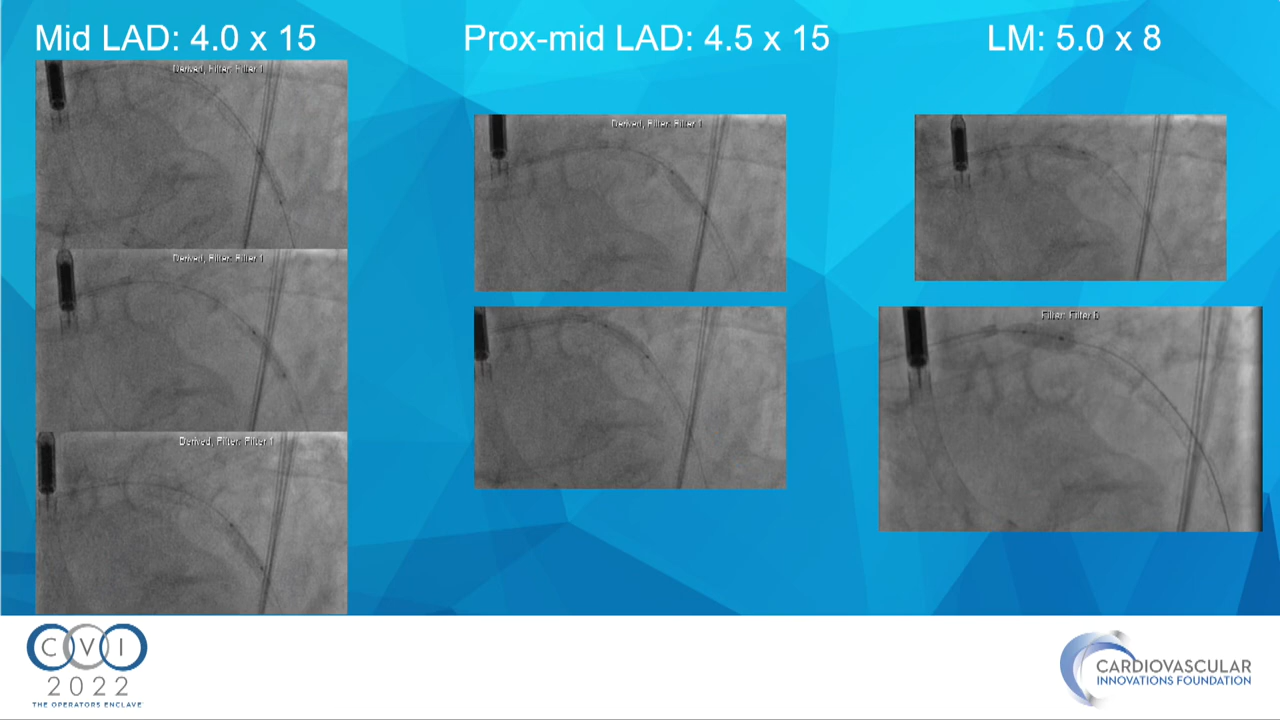 Mid LAD: 4.0 x 15
Prox-mid LAD: 4.5 x 15
LM: 5.0 x 8
Derived, Filter: Filter 1
Derived, Filter: Filter 1
Derived, Filter: Filter 1
Derived, Filter: Filter 1
Filter: Filter 6
CVI
2022
THE OPERATORS ENCLAVE
CARDIOVASCULAR
INNOVATIONS FOUNDATION